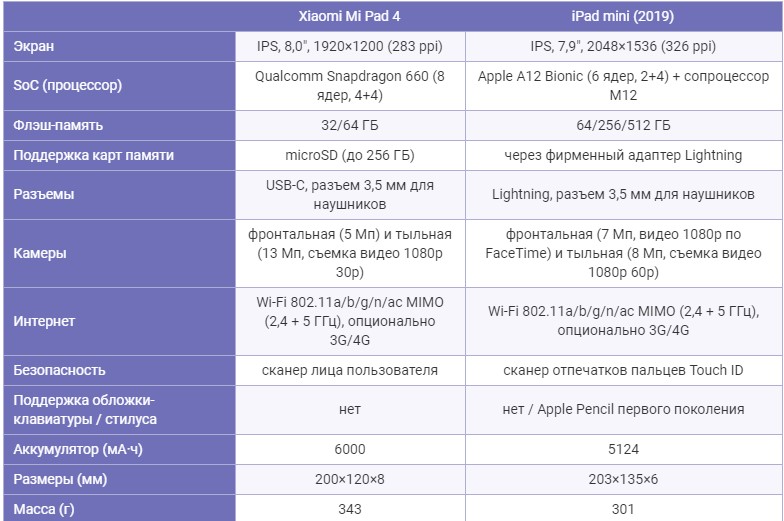 Xiaomi Mi Pad 4 iPad mini (2019)
Экран IPS, 8,0", 1920×1200 (283 ppi) IPS, 7,9", 2048×1536 (326 ppi)
SoC (процессор) Qualcomm Snapdragon 660 (8
ядер, 4+4) Apple A12 Bionic (6 ядер, 2+4) + сопроцессор
M12
Флэш-память 32/64 ГБ 64/256/512 ГБ
Поддержка карт памяти microSD (до 256 ГБ) через фирменный адаптер Lightning
Разъемы USB-C, разъем 3,5 мм для
наушников Lightning, разъем 3,5 мм для наушников
Камеры фронтальная (5 Мп) и тыльная
(13 Мп, съемка видео 1080p
30p) фронтальная (7 Мп, видео 1080p по
FaceTime) и тыльная (8 Мп, съемка видео
1080p 60p)
Интернет Wi-Fi 802.11a/b/g/n/ac MIMO
(2,4 + 5 ГГц), опционально
3G/4G Wi-Fi 802.11a/b/g/n/ac MIMO (2,4 + 5 ГГц),
опционально 3G/4G
Безопасность сканер лица пользователя сканер отпечатков пальцев Touch ID
Поддержка обложки-
клавиатуры / стилуса нет нет / Apple Pencil первого поколения
Аккумулятор (мА·ч) 6000 5124
Размеры (мм) 200×120×8 203×135×6
Масса (г) 343 301